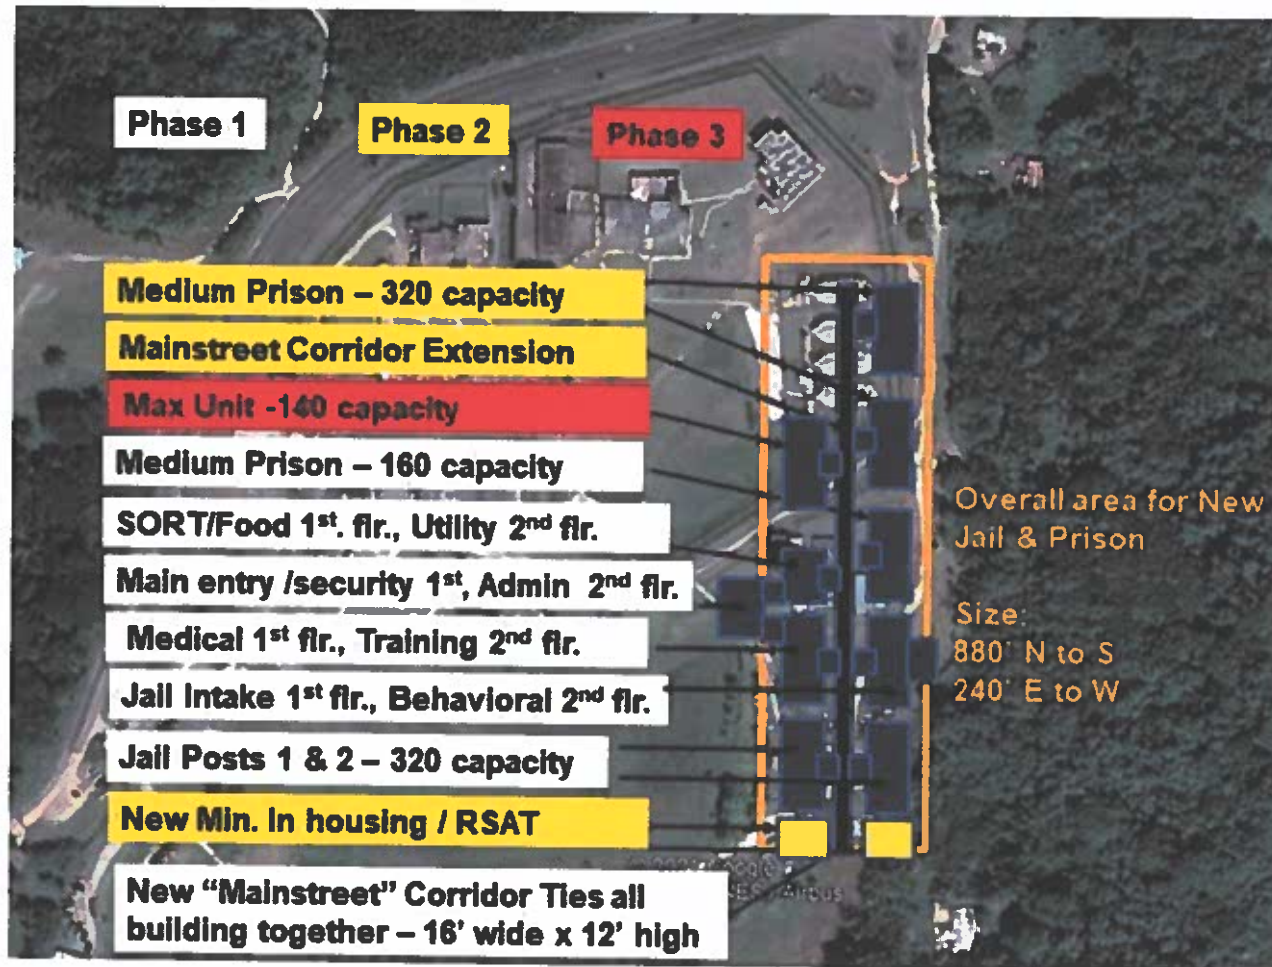 Phase 1
Phase 2
Phase 3
Medium Prison – 320 capacity
Mainstreet Corridor Extension
Max Unit -140 capacity
Medium Prison – 160 capacity
SORT/Food 1st. flr., Utility 2nd flr.
Main entry /security 1st, Admin 2nd flr.
Medical 1st flr., Training 2nd flr.
Jail Intake 1st flr., Behavioral 2nd flr.
Jail Posts 1 & 2 – 320 capacity
New Min. In housing / RSAT
New “Mainstreet” Corridor Ties all
building together – 16’ wide x 12’ high
Overall area for New
Jail & Prison
Size:
880' N to S
240' E to W
Airbus